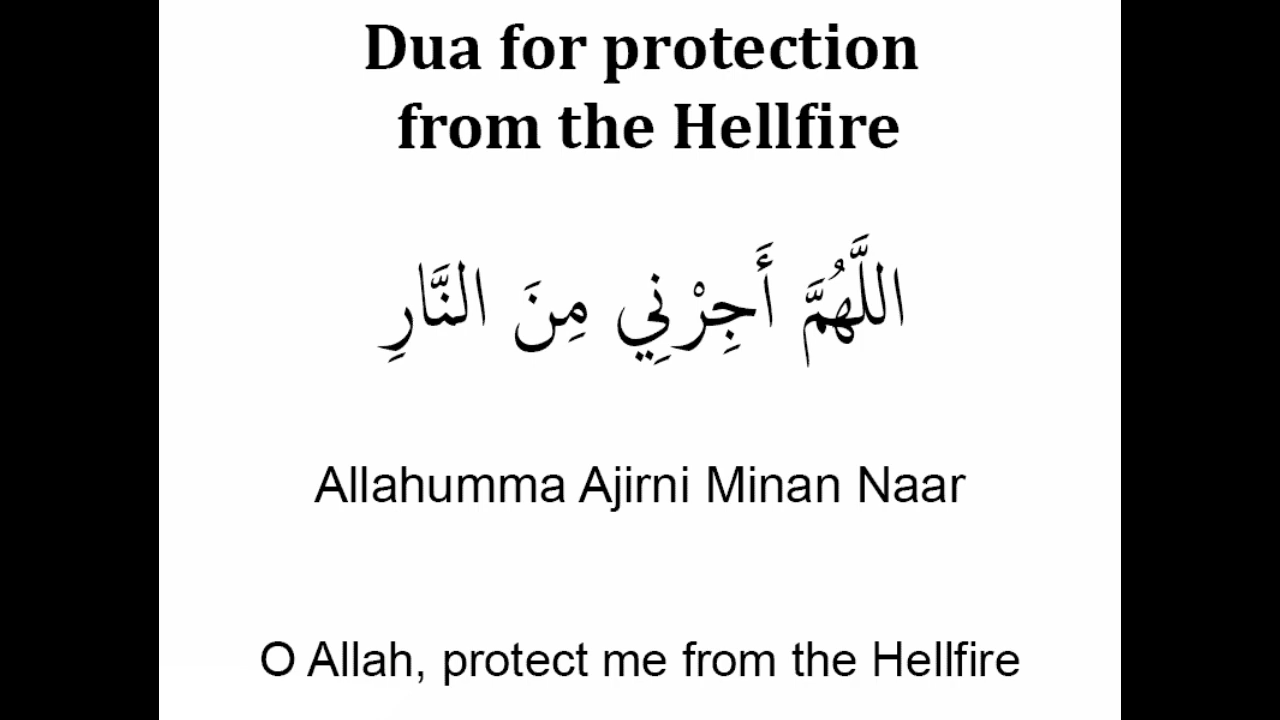 Dua for protection
from the Hellfire
اللَّهُمَّ أَجِرْنِي مِنَ النَّارِ
Allahumma Ajirni Minan Naar
O Allah, protect me from the Hellfire